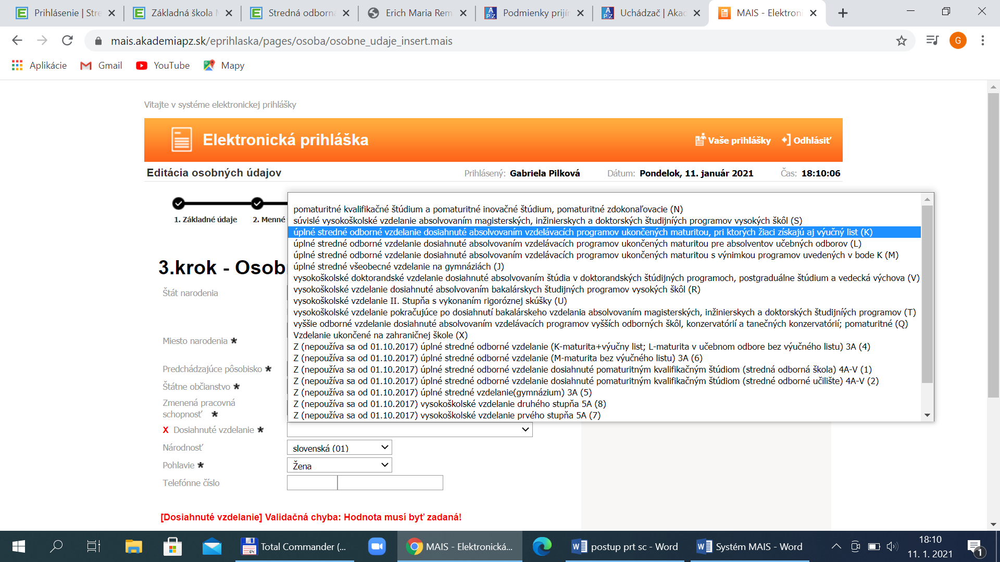 Prihlásenie | Stre
Základná škola M
Stredná odborná
Erich Maria Rem
Podmienky prijín
Uchádzač | Akad
MAIS - Elektroni
mais.akademiapz.sk/eprihlaska/pages/osoba/osobne_udaje_insert.mais
G
Aplikácie
Gmail
YouTube
Mapy
Vitajte v systéme elektronickej prihlášky
Elektronická prihláška
Vaše prihlášky
Odhlásiť
Editácia osobných údajov
Prihlásený: Gabriela Pilková
Dátum: Pondelok, 11. január 2021
Čas: 18:10:06
1. Základné údaje
2. Menné
pomaturitné kvalifikačné štúdium a pomaturitné inovačné štúdium, pomaturitné zdokonaľovacie (N)
súvislé vysokoškolské vzdelanie absolvovaním magisterských, inžinierskych a doktorských študijných programov vysokých škôl (S)
úplné stredné odborné vzdelanie dosiahnuté absolvovaním vzdelávacích programov ukončených maturitou, pri ktorých žiaci získajú aj výučný list (K)
úplné stredné odborné vzdelanie dosiahnuté absolvovaním vzdelávacích programov ukončených maturitou pre absolventov učebných odborov (L)
úplné stredné odborné vzdelanie dosiahnuté absolvovaním vzdelávacích programov ukončených maturitou s výnimkou programov uvedených v bode K (M)
úplné stredné všeobecné vzdelanie na gymnáziách (J)
vysokoškolské doktorandské vzdelanie dosiahnuté absolvovaním štúdia v doktorandských štúdijných programoch, postgraduálne štúdium a vedecká výchova (V)
vysokoškolské vzdelanie dosiahnuté absolvovaním bakalárskych študijných programov vysokých škôl (R)
vysokoškolské vzdelanie II. Stupňa s vykonaním rigoróznej skúšky (U)
vysokoškolské vzdelanie pokračujúce po dosiahnutí bakalárskeho vzdelania absolvovaním magisterských, inžinierskych a doktorských študijných programov (T)
vyššie odborné vzdelanie dosiahnuté absolvovaním vzdelávacích programov vyšších odborných škôl, konzervatórií a tanečných konzervatórií; pomaturitné (Q)
Vzdelanie ukončené na zahraničnej škole (X)
Z (nepoužíva sa od 01.10.2017) úplné stredné odborné vzdelanie (K-maturita+výučny list; L-maturita v učebnom odbore bez výučného listu) 3A (4)
Z (nepoužíva sa od 01.10.2017) úplné stredné odborné vzdelanie (M-maturita bez výučného listu) 3A (6)
Z (nepoužíva sa od 01.10.2017) úplné stredné odborné vzdelanie dosiahnuté pomaturitným kvalifikačným štúdiom (stredná odborná škola) 4A-V (1)
Z (nepoužíva sa od 01.10.2017) úplné stredné odborné vzdelanie dosiahnuté pomaturitným kvalifikačným štúdiom (stredné odborné učilište) 4A-V (2)
Z (nepoužíva sa od 01.10.2017) úplné stredné vzdelanie(gymnázium) 3A (5)
Z (nepoužíva sa od 01.10.2017) vysokoškolské vzdelanie druhého stupňa 5A (8)
Z (nepoužíva sa od 01.10.2017) vysokoškolské vzdelanie prvého stupňa 5A (7)
3.krok - Osob
Štát narodenia
Miesto narodenia *
Predchádzajúce pôsobisko *
Štátne občianstvo *
Zmenená pracovná
schopnosť *
X Dosiahnuté vzdelanie *
Národnosť
slovenská (01)
Pohlavie *
Žena
Telefónne číslo
[Dosiahnuté vzdelanie] Validačná chyba: Hodnota musí byť zadaná!
Total Commander (...
MAIS - Elektronická...
postup prt sc - Word
Systém MAIS - Word
18:10
11. 1. 2021
1